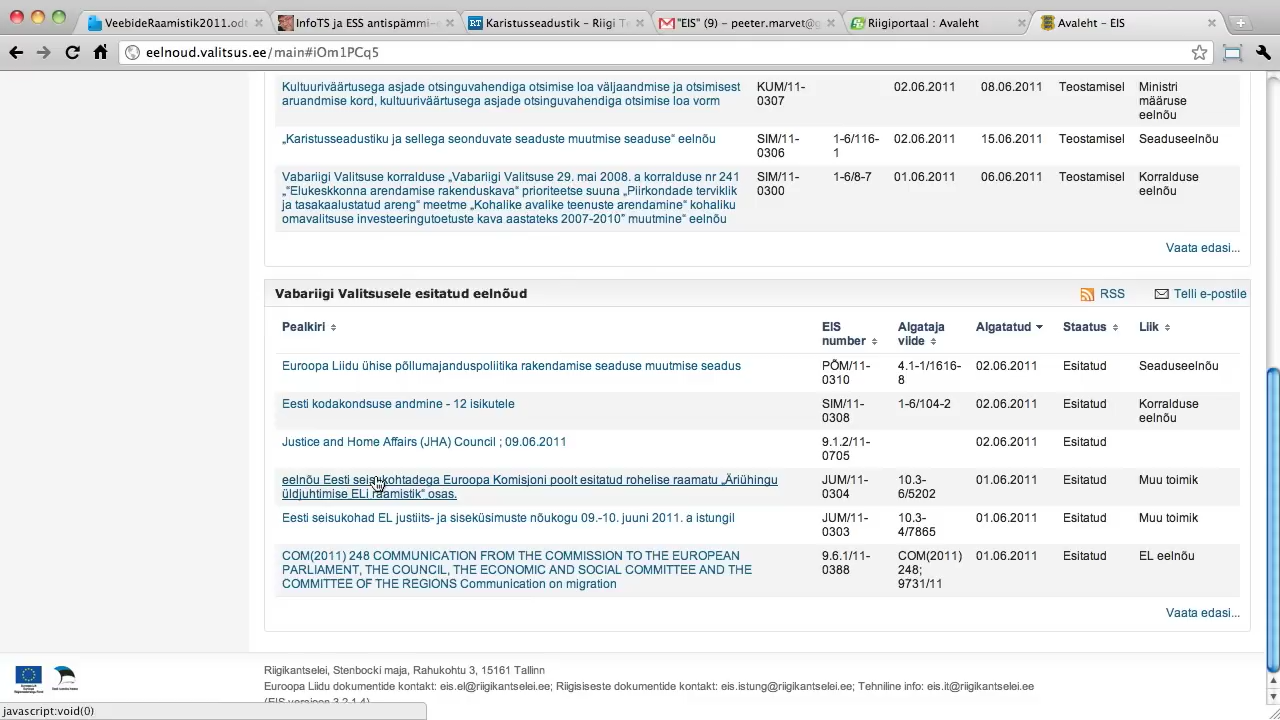 VeebideRaamistik2011.odt
InfoTS ja ESS antispämmi-
Karistusseadustik – Riigi T
"EIS" (9) – peeter.marvet@g
Riigiportaal : Avaleht
Avaleht – EIS
eelnoud.valitsus.ee/main#iOm1PCq5
Kultuuriväärtusega asjade otsinguvahendiga otsimise loa väljaandmise ja otsimisest KUM/11- 02.06.2011 08.06.2011 Teostamisel Ministri
aruandmise kord, kultuuriväärtusega asjade otsinguvahendiga otsimise loa vorm 0307 määruse
eelnõu
„Karistusseadustiku ja sellega seonduvate seaduste muutmise seaduse“ eelnõu SIM/11- 1-6/116- 02.06.2011 15.06.2011 Teostamisel Seaduseelnõu
0306 1
Vabariigi Valitsuse korralduse „Vabariigi Valitsuse 29. mai 2008. a korralduse nr 241 SIM/11- 1-6/8-7 01.06.2011 06.06.2011 Teostamisel Korralduse
„“Elukeskkonna arendamise rakenduskava“ prioriteetse suuna „Piirkondade terviklik 0300 eelnõu
ja tasakaalustatud areng“ meetme „Kohalike avalike teenuste arendamine“ kohaliku
omavalitsuse investeeringutoetuste kava aastateks 2007-2010” muutmine“ eelnõu
Vaata edasi...
Vabariigi Valitsusele esitatud eelnõud RSS Telli e-postile
Pealkiri EIS Algataja Algatatud Staatus Liik
number viide
Euroopa Liidu ühise põllumajanduspoliitika rakendamise seaduse muutmise seadus PÕM/11- 4.1-1/1616- 02.06.2011 Esitatud Seaduseelnõu
0310 8
Eesti kodakondsuse andmine - 12 isikutele SIM/11- 1-6/104-2 02.06.2011 Esitatud Korralduse
0308 eelnõu
Justice and Home Affairs (JHA) Council ; 09.06.2011 9.1.2/11- 02.06.2011 Esitatud
0705
eelnõu Eesti seisukohtadega Euroopa Komisjoni poolt esitatud rohelise raamatu „Äriühingu JUM/11- 10.3- 01.06.2011 Esitatud Muu toimik
üldjuhtimise ELi raamistik“ osas. 0304 6/5202
Eesti seisukohad EL justiits- ja siseküsimuste nõukogu 09.-10. juuni 2011. a istungil JUM/11- 10.3- 01.06.2011 Esitatud Muu toimik
0303 4/7865
COM(2011) 248 COMMUNICATION FROM THE COMMISSION TO THE EUROPEAN 9.6.1/11- COM(2011) 01.06.2011 Esitatud EL eelnõu
PARLIAMENT, THE COUNCIL, THE ECONOMIC AND SOCIAL COMMITTEE AND THE 0388 248;
COMMITTEE OF THE REGIONS Communication on migration 9731/11
Vaata edasi...
Riigikantselei, Stenbocki maja, Rahukohtu 3, 15161 Tallinn
Euroopa Liidu dokumentide kontakt: eis.el@riigikantselei.ee; Riigisiseste dokumentide kontakt: eis.istung@riigikantselei.ee; Tehniline info: eis.it@riigikantselei.ee
javascript:void(0)